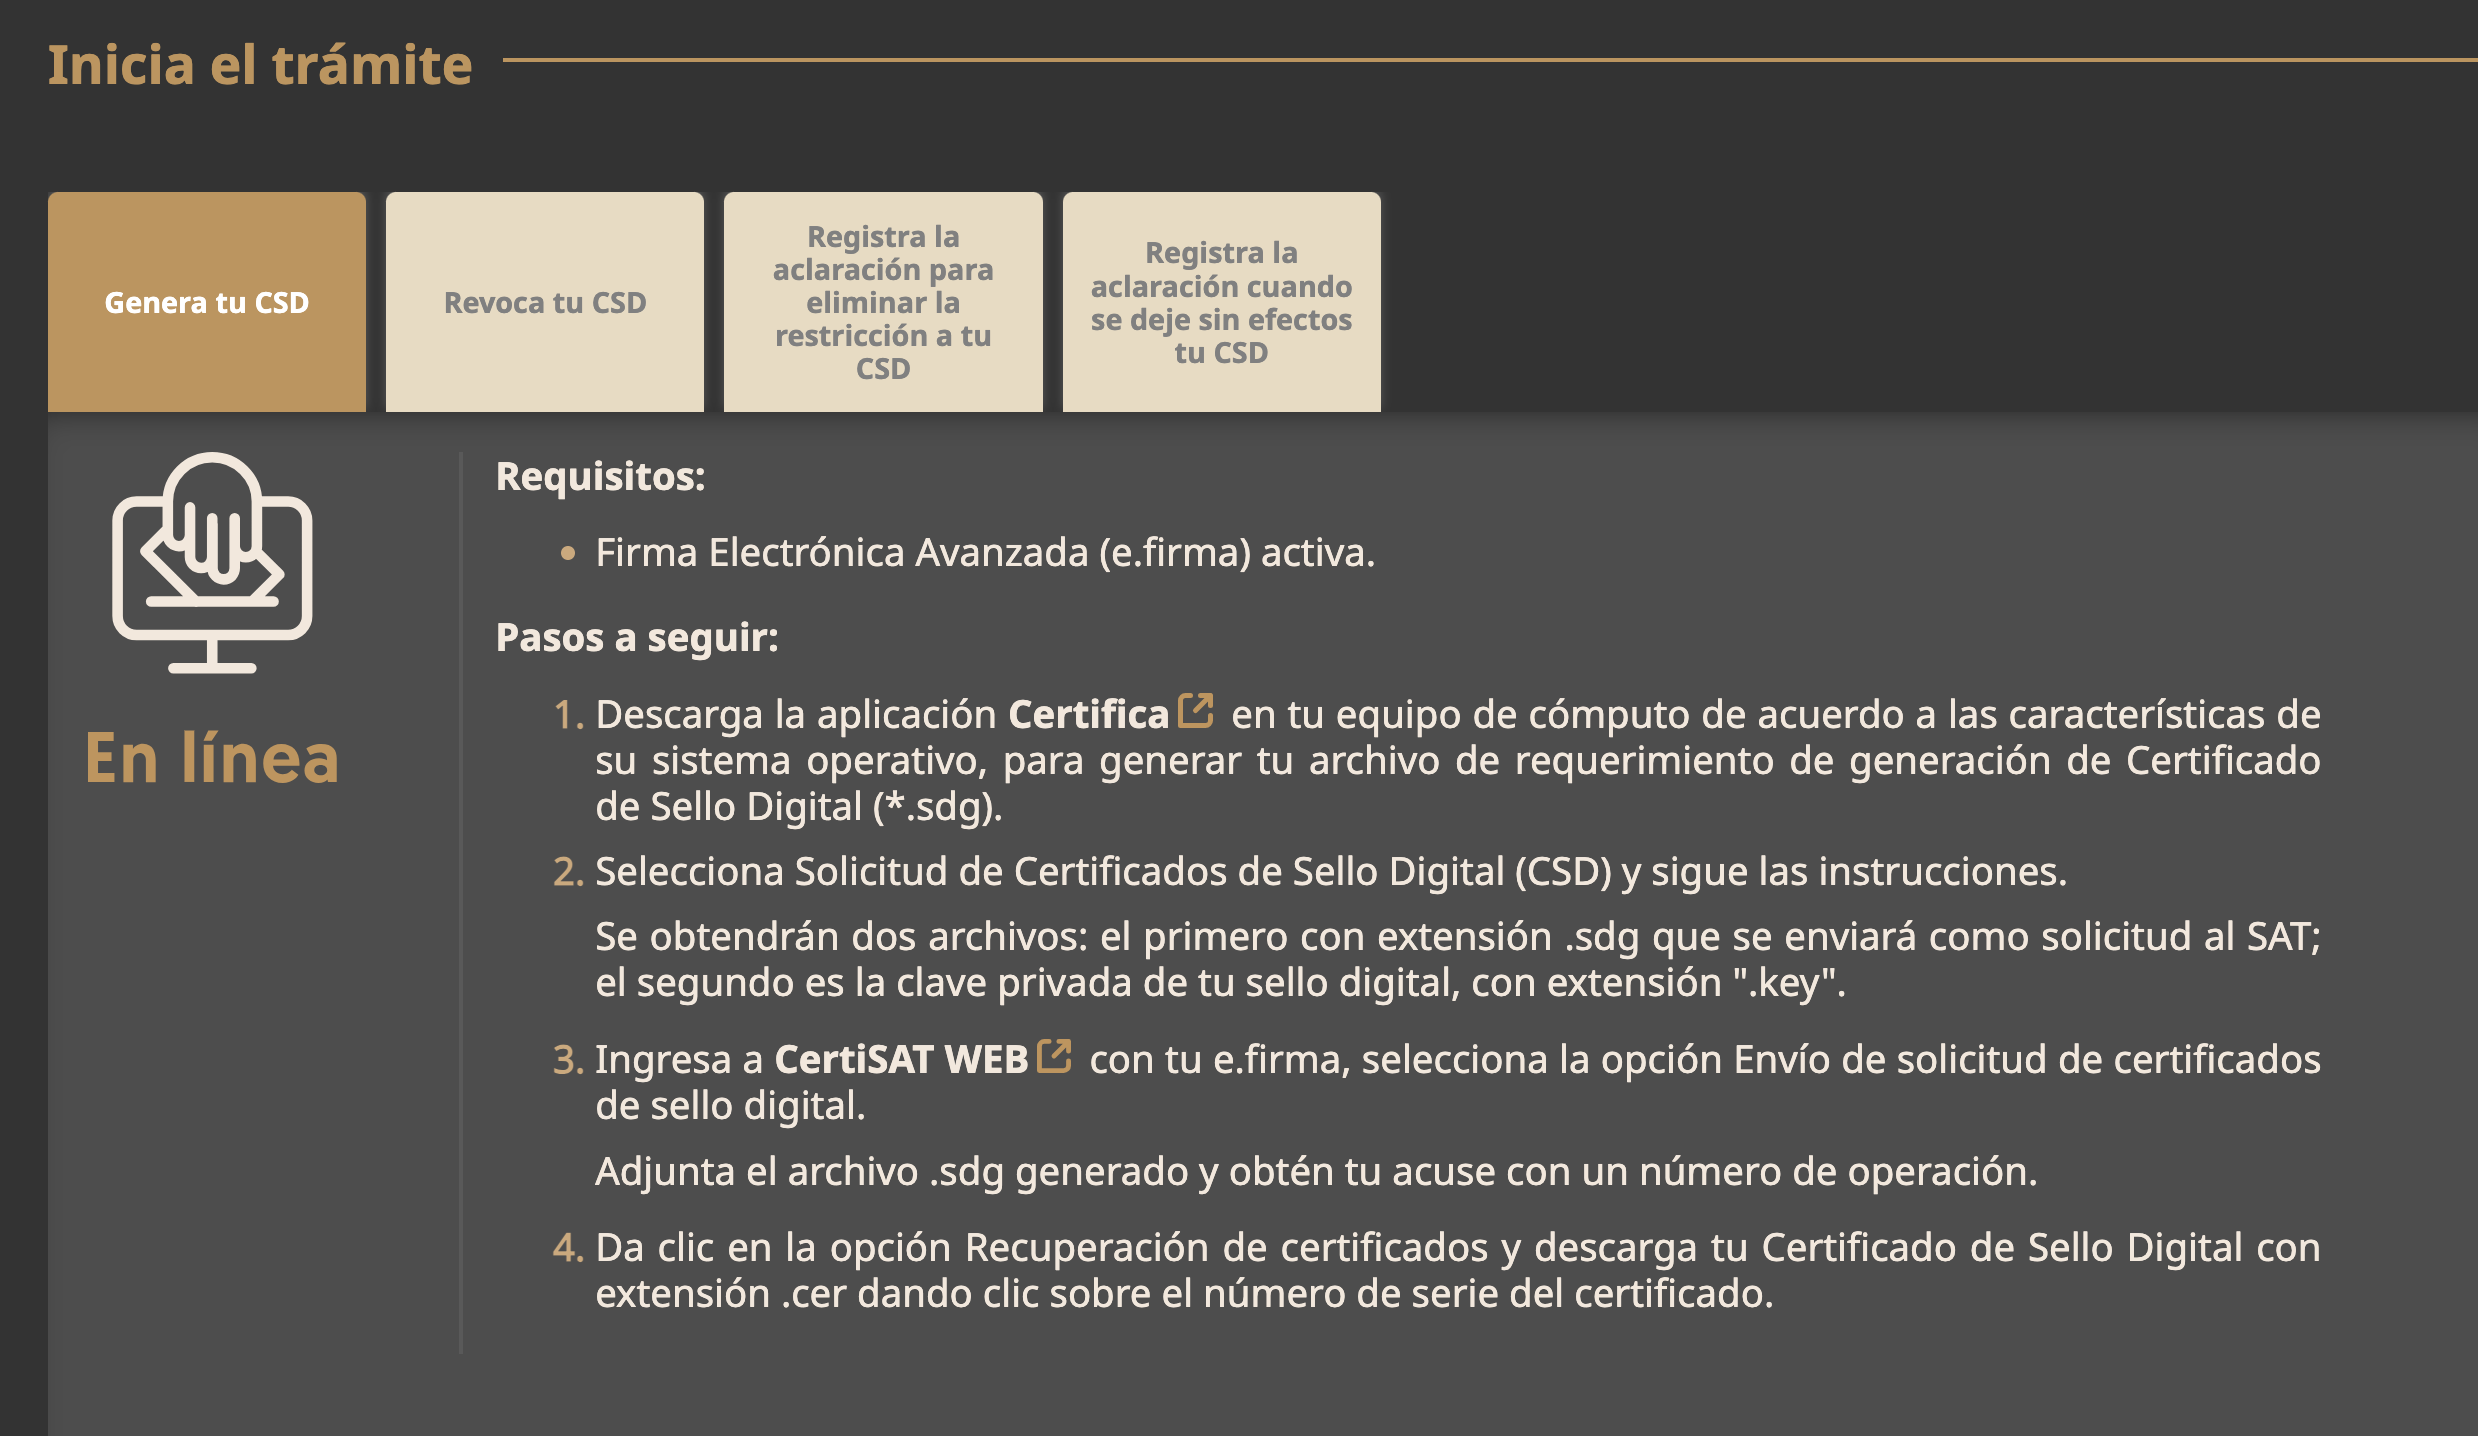 Inicia el trámite
Genera tu CSD
Revoca tu CSD
Registra la
aclaración para
eliminar la
restricción a tu
CSD
Registra la
aclaración cuando
se deje sin efectos
tu CSD
En línea
Requisitos:
• Firma Electrónica Avanzada (e.firma) activa.
Pasos a seguir:
1. Descarga la aplicación Certifica en tu equipo de cómputo de acuerdo a las características de
su sistema operativo, para generar tu archivo de requerimiento de generación de Certificado
de Sello Digital (*.sdg).
2. Selecciona Solicitud de Certificados de Sello Digital (CSD) y sigue las instrucciones.
Se obtendrán dos archivos: el primero con extensión .sdg que se enviará como solicitud al SAT;
el segundo es la clave privada de tu sello digital, con extensión ".key".
3. Ingresa a CertiSAT WEB con tu e.firma, selecciona la opción Envío de solicitud de certificados
de sello digital.
Adjunta el archivo .sdg generado y obtén tu acuse con un número de operación.
4. Da clic en la opción Recuperación de certificados y descarga tu Certificado de Sello Digital con
extensión .cer dando clic sobre el número de serie del certificado.